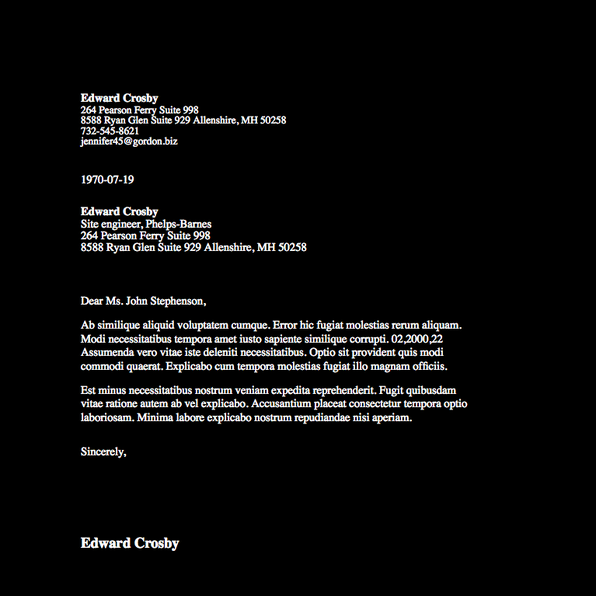 Edward Crosby
264 Pearson Ferry Suite 998
8588 Ryan Glen Suite 929 Allenshire, MH 50258
732-545-8621
jennifer45@gordon.biz
1970-07-19
Edward Crosby
Site engineer, Phelps-Barnes
264 Pearson Ferry Suite 998
8588 Ryan Glen Suite 929 Allenshire, MH 50258
Dear Ms. John Stephenson,
Ab similique aliquid voluptatem cumque. Error hic fugiat molestias rerum aliquam.
Modi necessitatibus tempora amet iusto sapiente similique corrupti. 02,2000,22
Assumenda vero vitae iste deleniti necessitatibus. Optio sit provident quis modi
commodi quaerat. Explicabo cum tempora molestias fugiat illo magnam officiis.
Est minus necessitatibus nostrum veniam expedita reprehenderit. Fugit quibusdam
vitae ratione autem ab vel explicabo. Accusantium placeat consectetur tempora optio
laboriosam. Minima labore explicabo nostrum repudiandae nisi aperiam.
Sincerely,
Edward Crosby